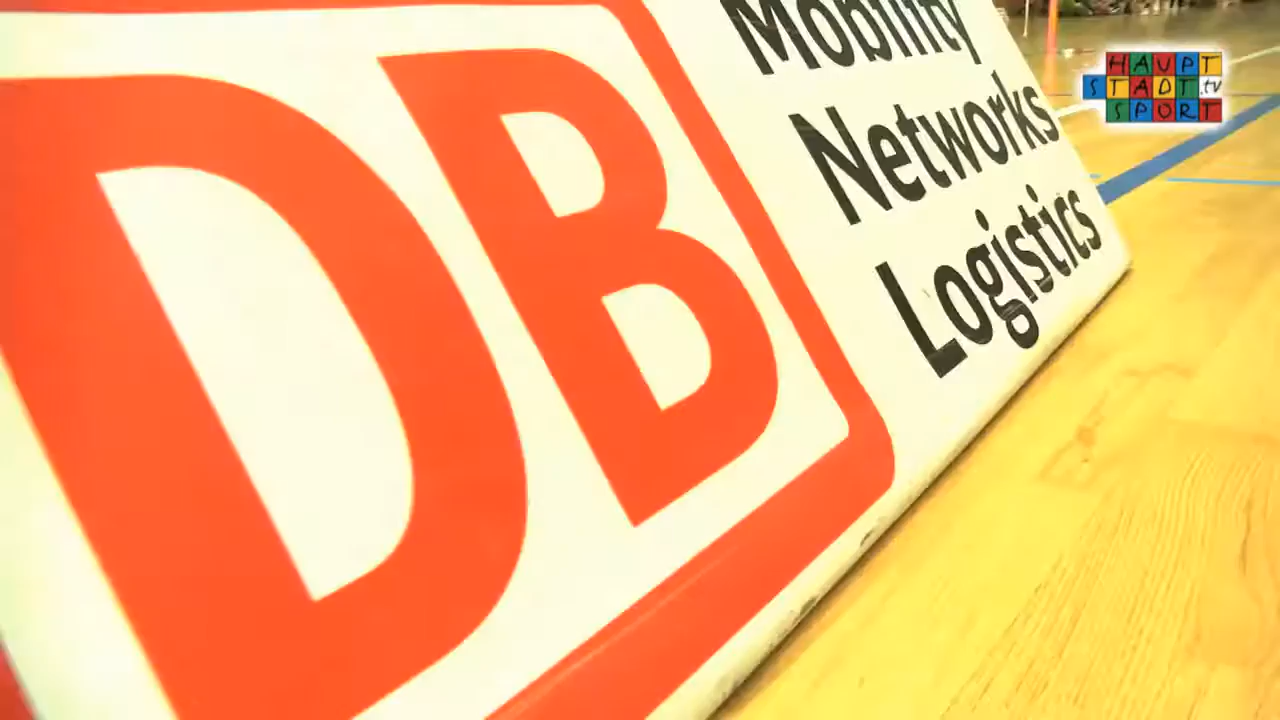 DB
Mobility
Networks
Logistics
HAUPT
STADT.tv
SPORT